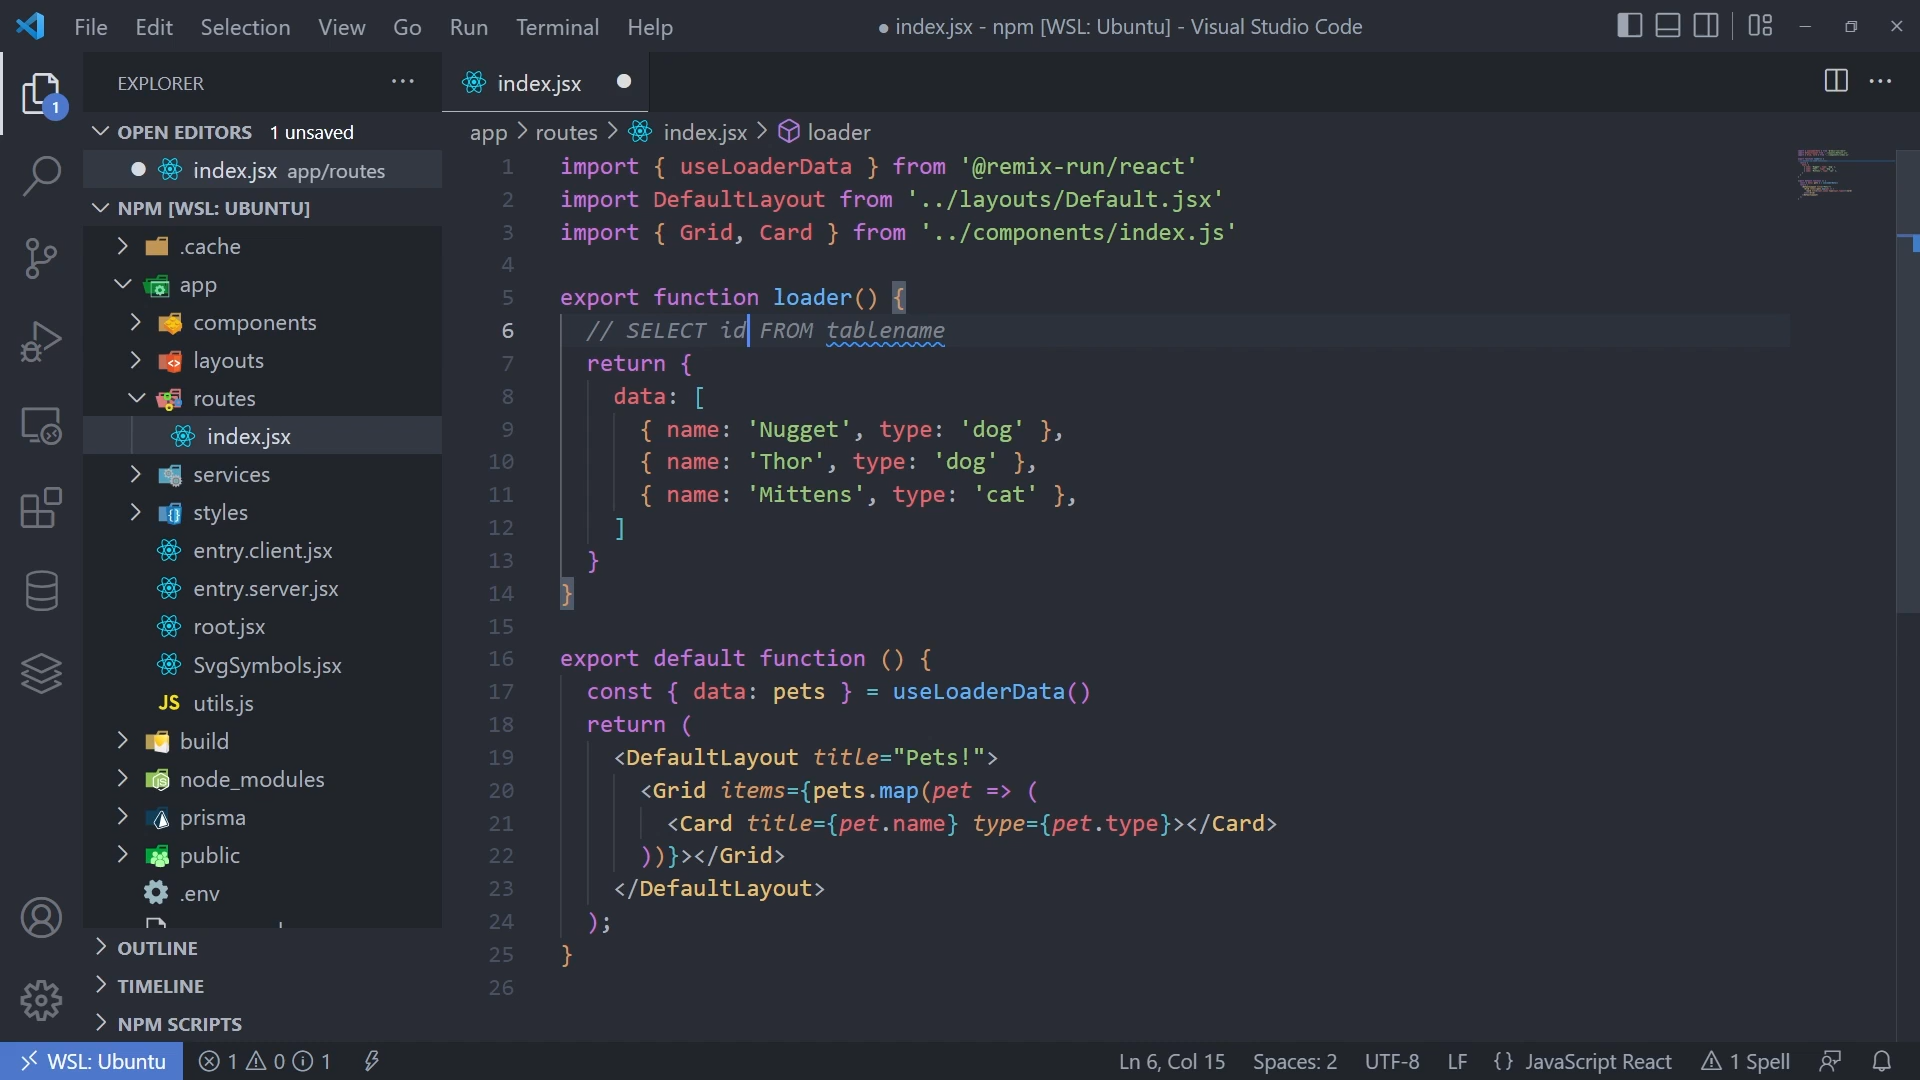 File Edit Selection View Go Run Terminal Help
● index.jsx - npm [WSL: Ubuntu] - Visual Studio Code
EXPLORER
1
OPEN EDITORS 1 unsaved
index.jsx app/routes
NPM [WSL: UBUNTU]
.cache
app
components
layouts
routes
index.jsx
services
styles
entry.client.jsx
entry.server.jsx
root.jsx
SvgSymbols.jsx
JS utils.js
build
node_modules
prisma
public
.env
OUTLINE
TIMELINE
NPM SCRIPTS
index.jsx
app > routes > index.jsx > loader
1 import { useLoaderData } from '@remix-run/react'
2 import DefaultLayout from '../layouts/Default.jsx'
3 import { Grid, Card } from '../components/index.js'
4
5 export function loader() {
6 // SELECT id FROM tablename
7 return {
8 data: [
9 { name: 'Nugget', type: 'dog' },
10 { name: 'Thor', type: 'dog' },
11 { name: 'Mittens', type: 'cat' },
12 ]
13 }
14 }
15
16 export default function () {
17 const { data: pets } = useLoaderData()
18 return (
19 <DefaultLayout title="Pets!">
20 <Grid items={pets.map(pet => (
21 <Card title={pet.name} type={pet.type}></Card>
22 ))}></Grid>
23 </DefaultLayout>
24 );
25 }
26
WSL: Ubuntu 1 0 1 Ln 6, Col 15 Spaces: 2 UTF-8 LF {} JavaScript React 1 Spell